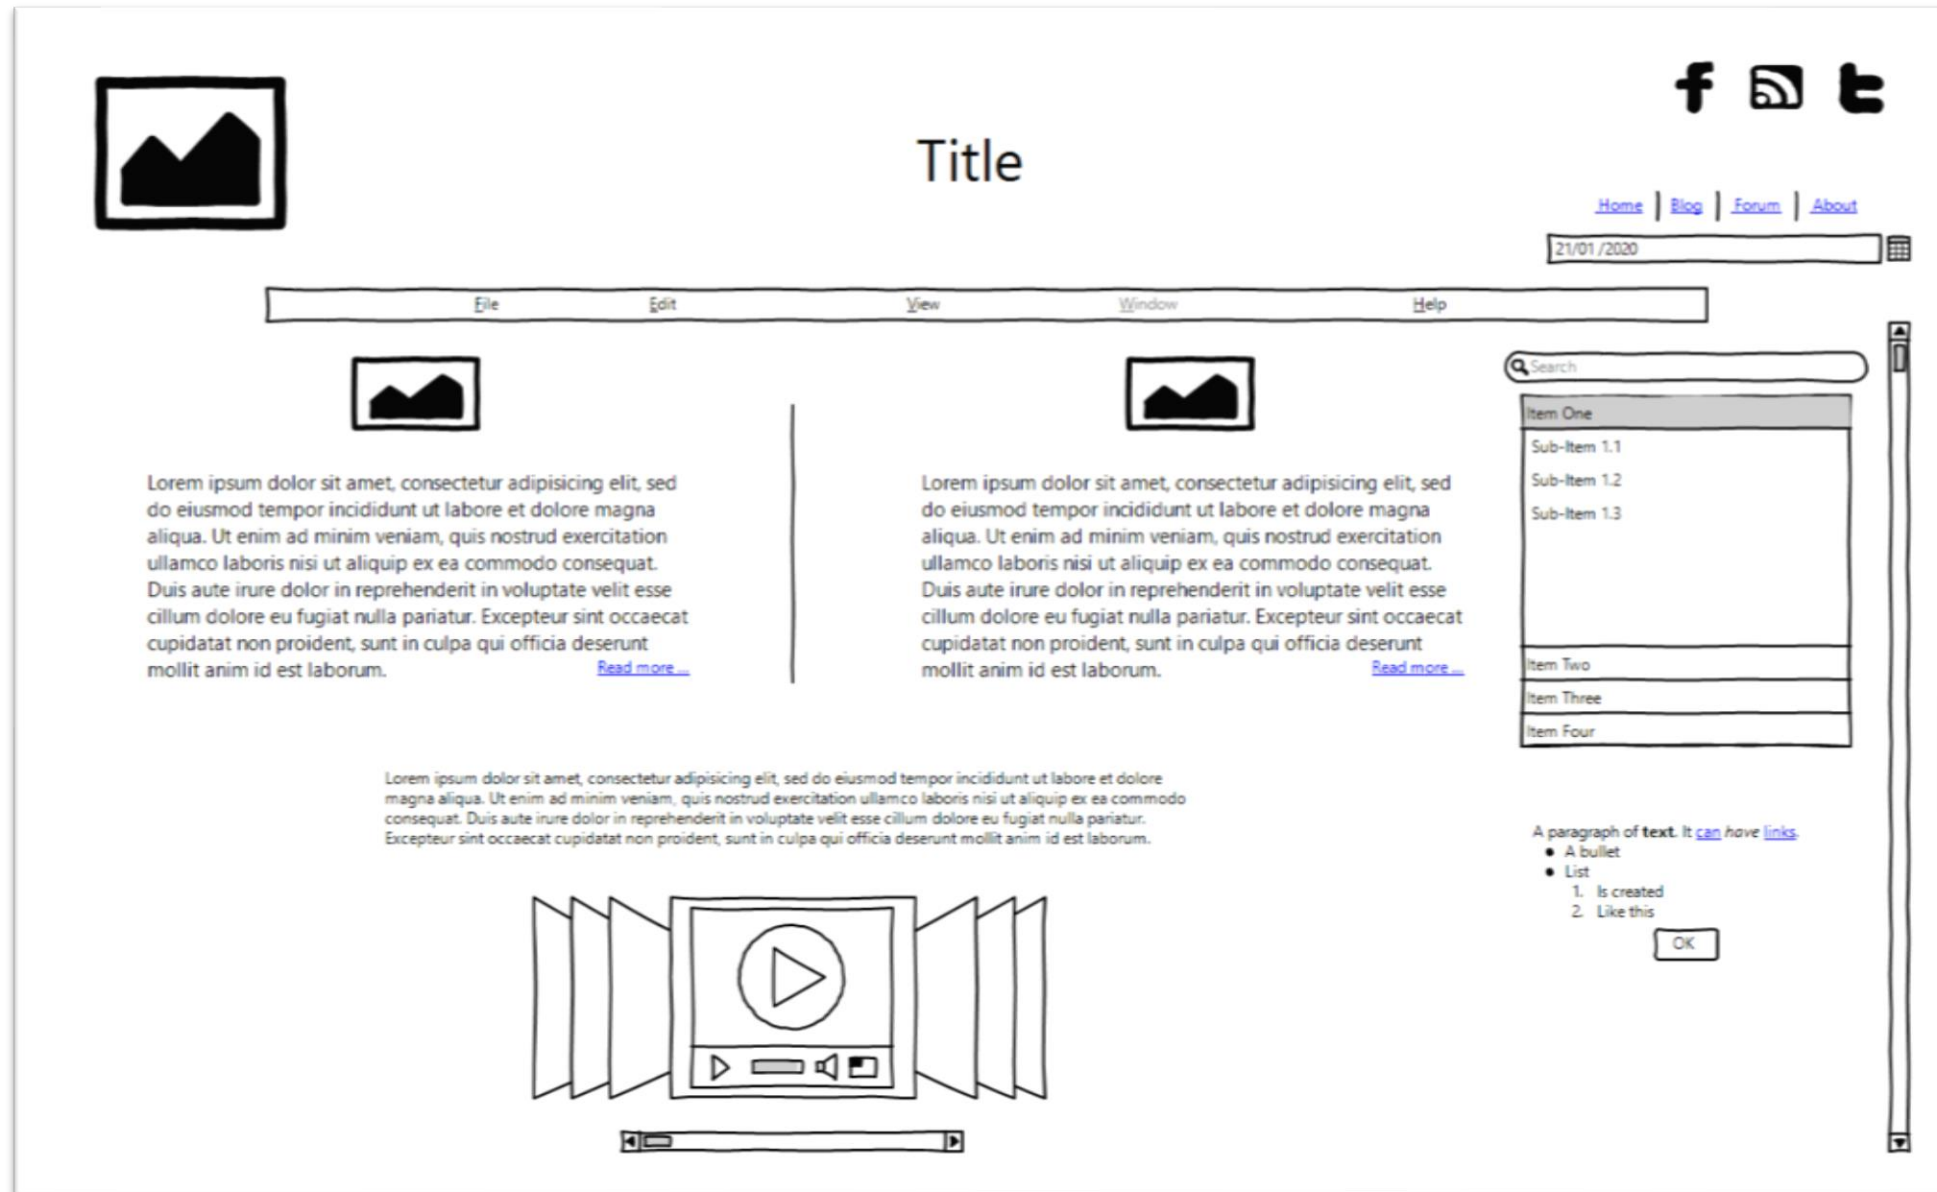 Title
Home | Blog | Forum | About
21/01/2020
File Edit View Window Help
Lorem ipsum dolor sit amet, consectetur adipisicing elit, sed
do eiusmod tempor incididunt ut labore et dolore magna
aliqua. Ut enim ad minim veniam, quis nostrud exercitation
ullamco laboris nisi ut aliquip ex ea commodo consequat.
Duis aute irure dolor in reprehenderit in voluptate velit esse
cillum dolore eu fugiat nulla pariatur. Excepteur sint occaecat
cupidatat non proident, sunt in culpa qui officia deserunt
mollit anim id est laborum. Read more ...
Lorem ipsum dolor sit amet, consectetur adipisicing elit, sed
do eiusmod tempor incididunt ut labore et dolore magna
aliqua. Ut enim ad minim veniam, quis nostrud exercitation
ullamco laboris nisi ut aliquip ex ea commodo consequat.
Duis aute irure dolor in reprehenderit in voluptate velit esse
cillum dolore eu fugiat nulla pariatur. Excepteur sint occaecat
cupidatat non proident, sunt in culpa qui officia deserunt
mollit anim id est laborum. Read more ...
Search
Item One
Sub-Item 1.1
Sub-Item 1.2
Sub-Item 1.3
Item Two
Item Three
Item Four
Lorem ipsum dolor sit amet, consectetur adipisicing elit, sed do eiusmod tempor incididunt ut labore et dolore
magna aliqua. Ut enim ad minim veniam, quis nostrud exercitation ullamco laboris nisi ut aliquip ex ea commodo
consequat. Duis aute irure dolor in reprehenderit in voluptate velit esse cillum dolore eu fugiat nulla pariatur.
Excepteur sint occaecat cupidatat non proident, sunt in culpa qui officia deserunt mollit anim id est laborum.
A paragraph of text. It can have links.
• A bullet
• List
1. Is created
2. Like this
OK